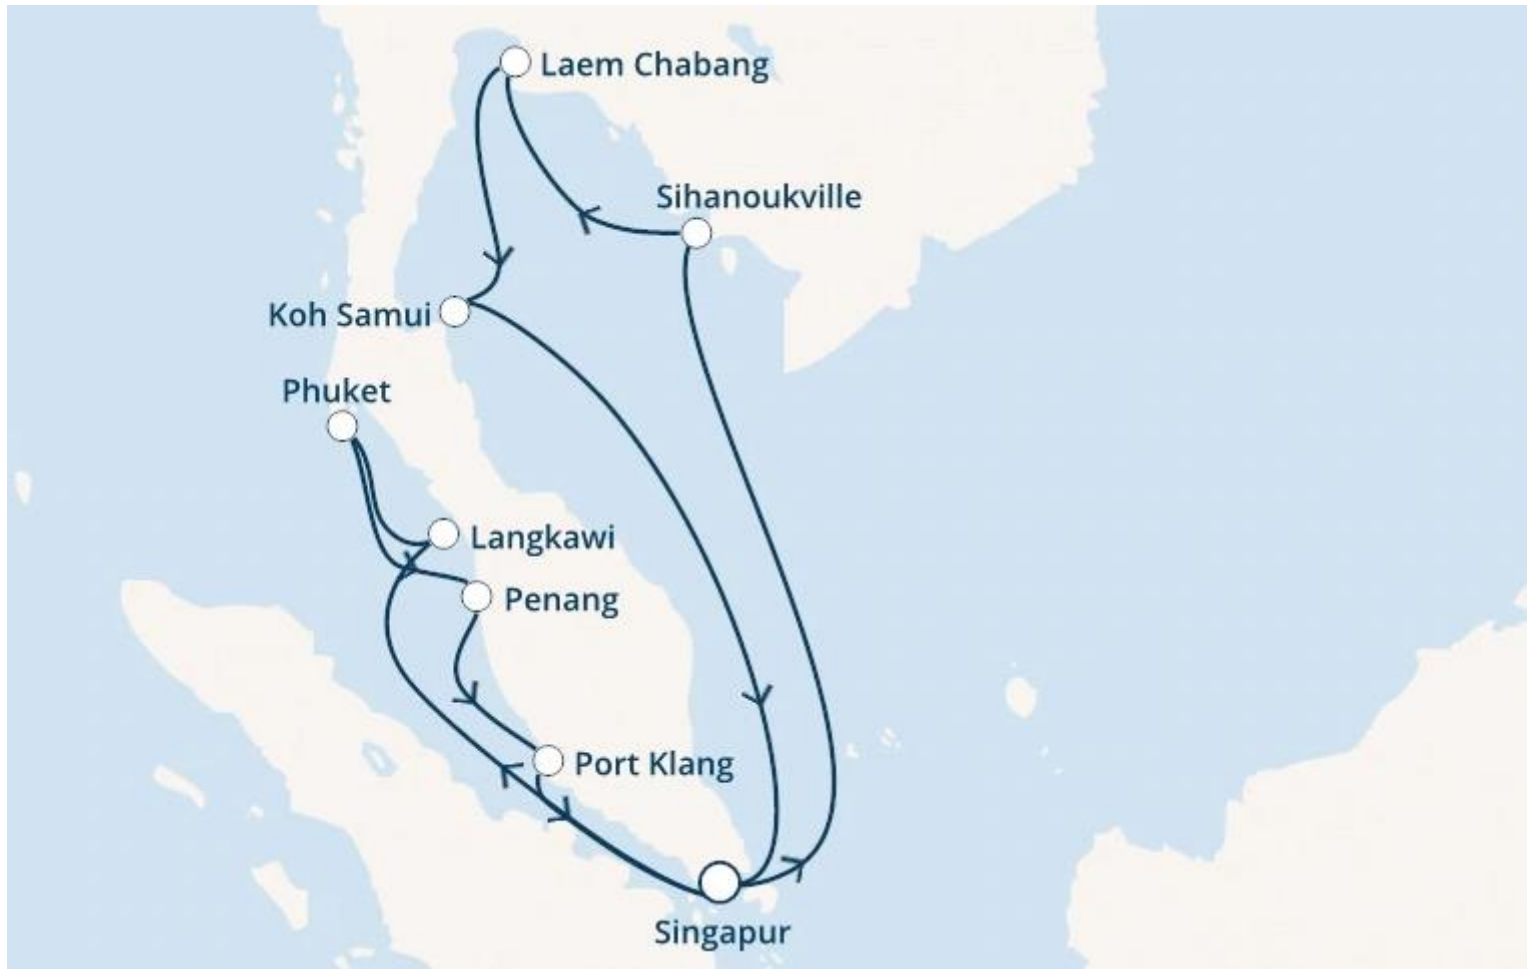 Laem Chabang
Sihanoukville
Koh Samui
Phuket
Langkawi
Penang
Port Klang
Singapur